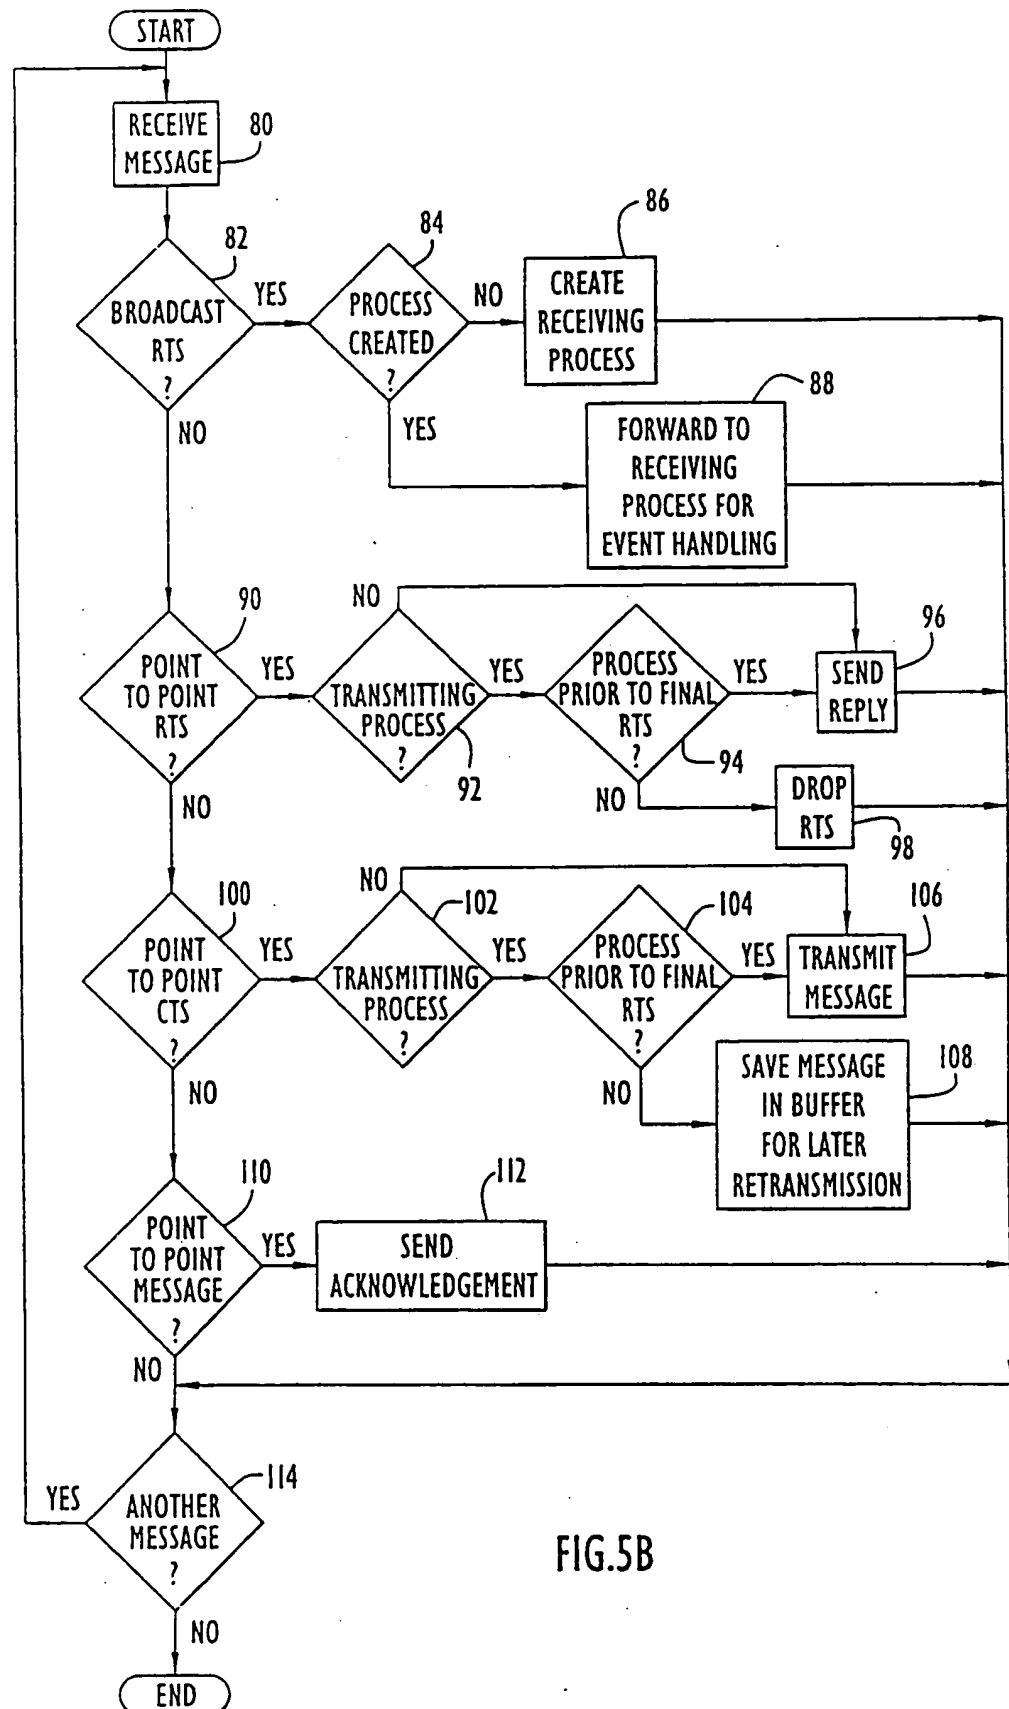 START
RECEIVE
MESSAGE
80
82
BROADCAST
RTS
?
YES
NO
84
PROCESS
CREATED
?
NO
YES
86
CREATE
RECEIVING
PROCESS
88
FORWARD TO
RECEIVING
PROCESS FOR
EVENT HANDLING
90
POINT
TO POINT
RTS
?
YES
NO
NO
TRANSMITTING
PROCESS
?
92
YES
PROCESS
PRIOR TO FINAL
RTS
?
94
YES
NO
96
SEND
REPLY
DROP
RTS
98
100
POINT
TO POINT
CTS
?
YES
NO
NO
102
TRANSMITTING
PROCESS
?
YES
104
PROCESS
PRIOR TO FINAL
RTS
?
YES
NO
106
TRANSMIT
MESSAGE
108
SAVE MESSAGE
IN BUFFER
FOR LATER
RETRANSMISSION
110
POINT
TO POINT
MESSAGE
?
YES
NO
112
SEND
ACKNOWLEDGEMENT
114
ANOTHER
MESSAGE
?
YES
NO
END
FIG.5B